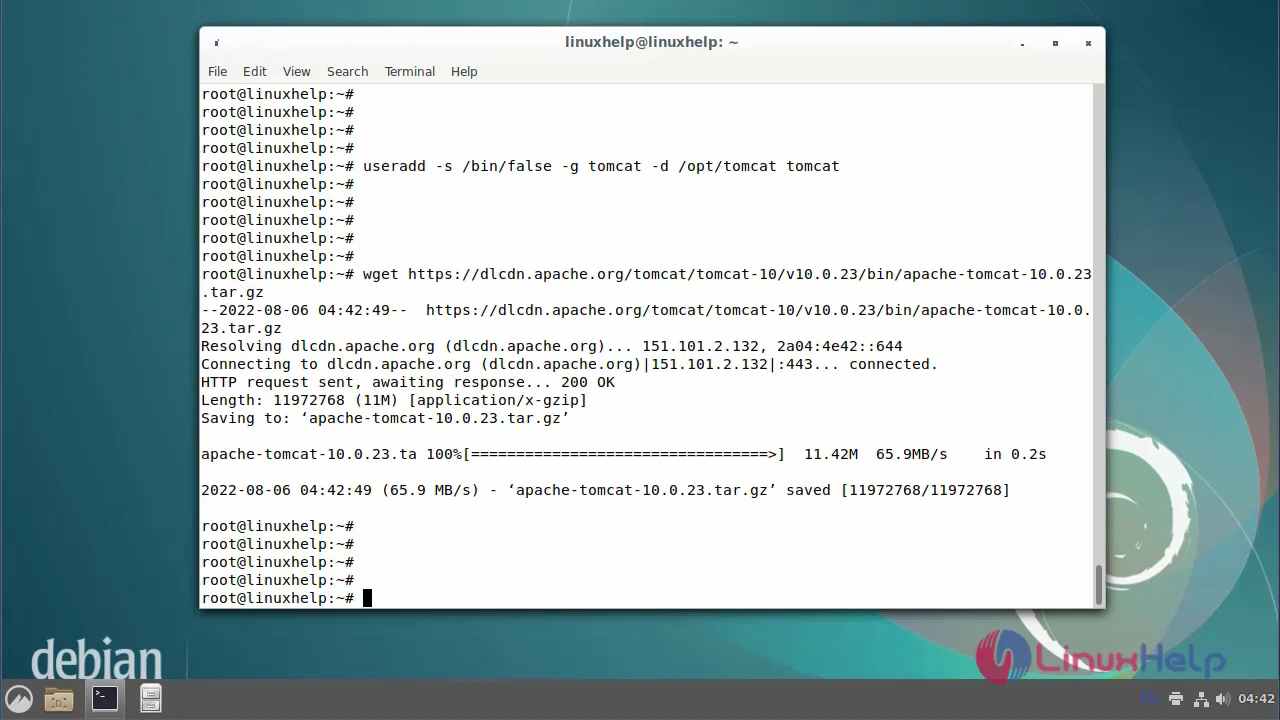 linuxhelp@linuxhelp: ~
File Edit View Search Terminal Help
root@linuxhelp:~#
root@linuxhelp:~#
root@linuxhelp:~#
root@linuxhelp:~#
root@linuxhelp:~# useradd -s /bin/false -g tomcat -d /opt/tomcat tomcat
root@linuxhelp:~#
root@linuxhelp:~#
root@linuxhelp:~#
root@linuxhelp:~#
root@linuxhelp:~#
root@linuxhelp:~# wget https://dlcdn.apache.org/tomcat/tomcat-10/v10.0.23/bin/apache-tomcat-10.0.23
.tar.gz
--2022-08-06 04:42:49--  https://dlcdn.apache.org/tomcat/tomcat-10/v10.0.23/bin/apache-tomcat-10.0.
23.tar.gz
Resolving dlcdn.apache.org (dlcdn.apache.org)... 151.101.2.132, 2a04:4e42::644
Connecting to dlcdn.apache.org (dlcdn.apache.org)|151.101.2.132|:443... connected.
HTTP request sent, awaiting response... 200 OK
Length: 11972768 (11M) [application/x-gzip]
Saving to: ‘apache-tomcat-10.0.23.tar.gz’
apache-tomcat-10.0.23.ta 100%[=================================>]  11.42M  65.9MB/s    in 0.2s
2022-08-06 04:42:49 (65.9 MB/s) - ‘apache-tomcat-10.0.23.tar.gz’ saved [11972768/11972768]
root@linuxhelp:~#
root@linuxhelp:~#
root@linuxhelp:~#
root@linuxhelp:~#
root@linuxhelp:~#
debian
LinuxHelp
04:42